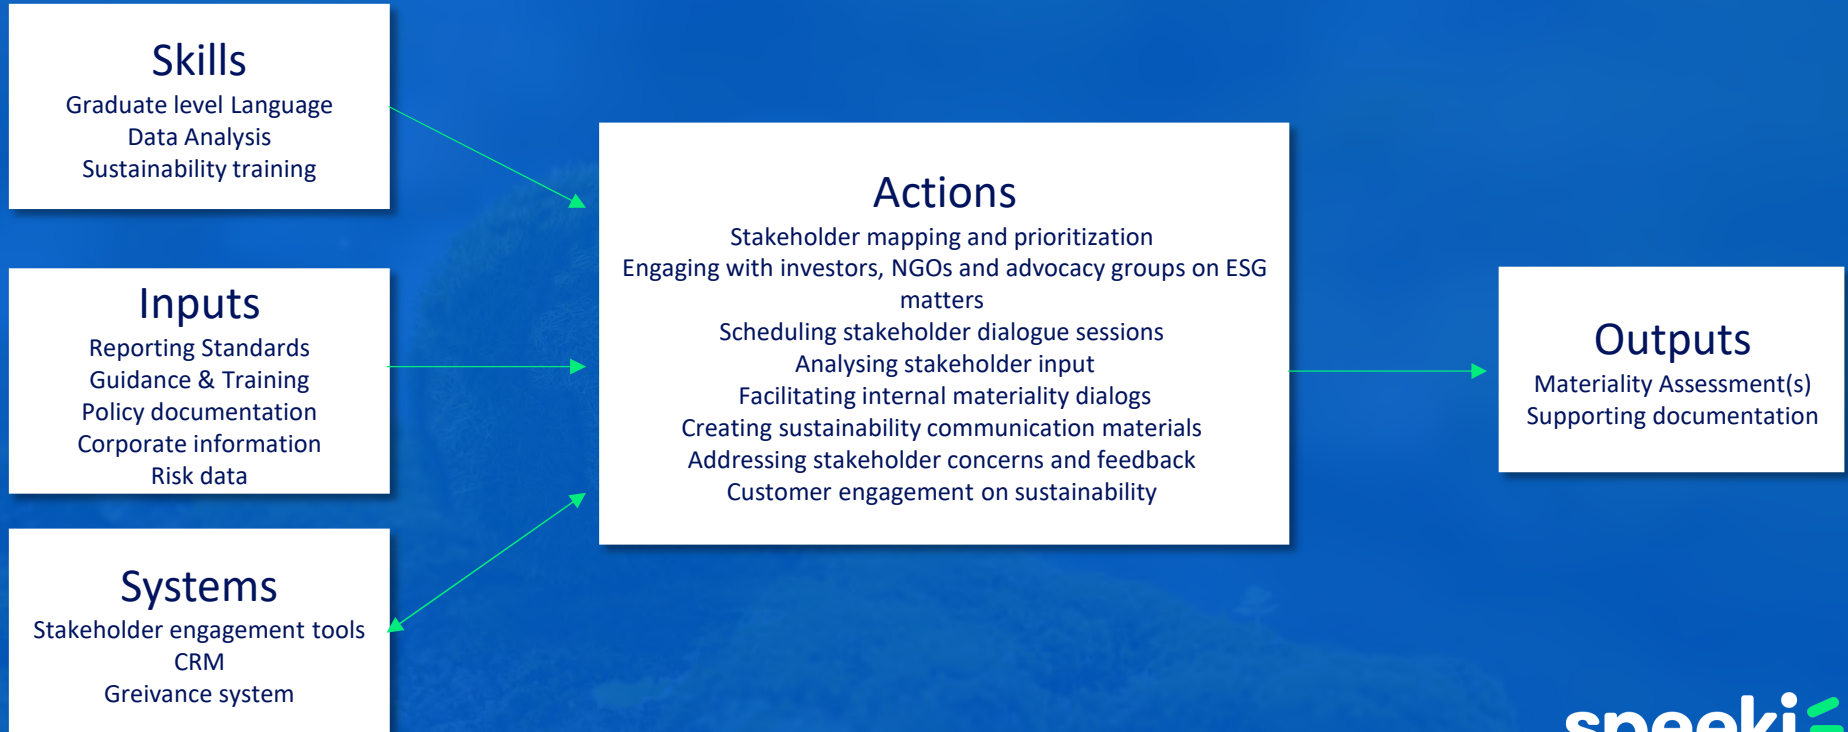 Skills
Graduate level Language
Data Analysis
Sustainability training
Inputs
Reporting Standards
Guidance & Training
Policy documentation
Corporate information
Risk data
Systems
Stakeholder engagement tools
CRM
Greivance system
Actions
Stakeholder mapping and prioritization
Engaging with investors, NGOs and advocacy groups on ESG
matters
Scheduling stakeholder dialogue sessions
Analysing stakeholder input
Facilitating internal materiality dialogs
Creating sustainability communication materials
Addressing stakeholder concerns and feedback
Customer engagement on sustainability
Outputs
Materiality Assessment(s)
Supporting documentation
speeki